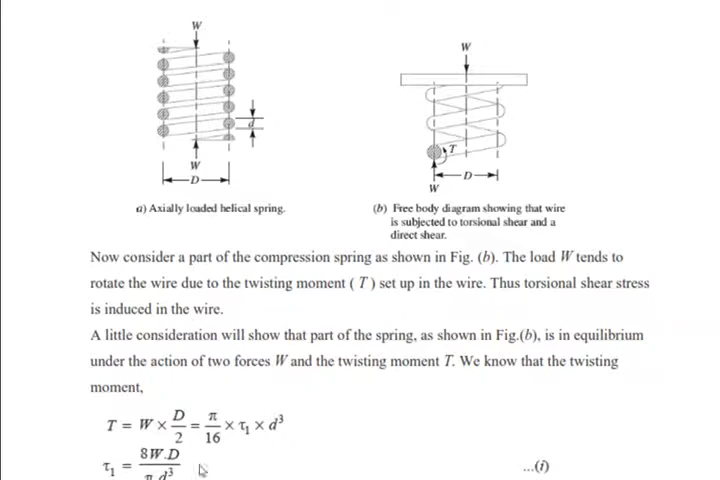 W
W
d
T
W
D
D
W
a) Axially loaded helical spring.
(b) Free body diagram showing that wire
is subjected to torsional shear and a
direct shear.
Now consider a part of the compression spring as shown in Fig. (b). The load W tends to
rotate the wire due to the twisting moment ( T ) set up in the wire. Thus torsional shear stress
is induced in the wire.
A little consideration will show that part of the spring, as shown in Fig.(b), is in equilibrium
under the action of two forces W and the twisting moment T. We know that the twisting
moment,
T = W × D/2 = π/16 × τ₁ × d³
τ₁ = 8W.D/π d³ ...(i)